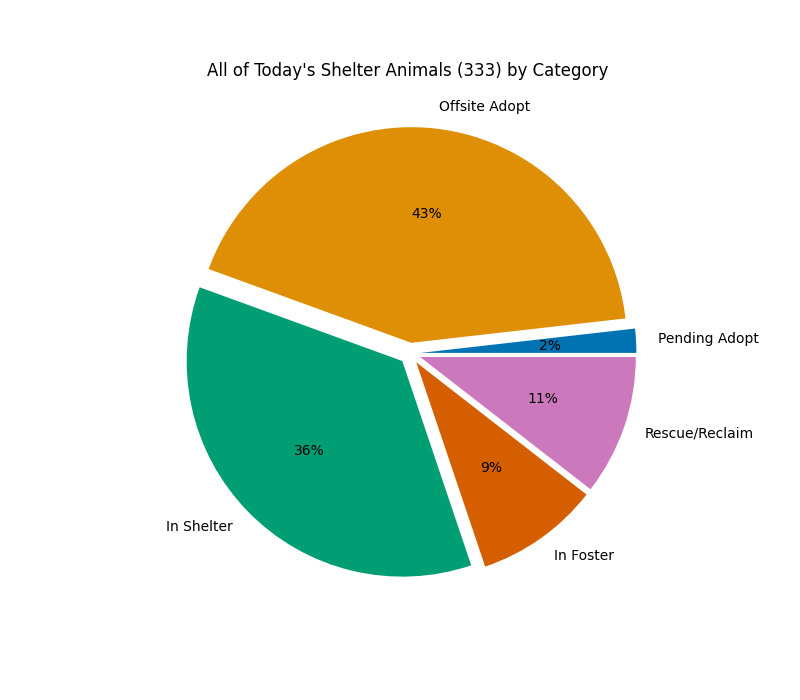 All of Today's Shelter Animals (333) by Category
Offsite Adopt
43%
Pending Adopt
2%
11%
Rescue/Reclaim
36%
9%
In Shelter
In Foster